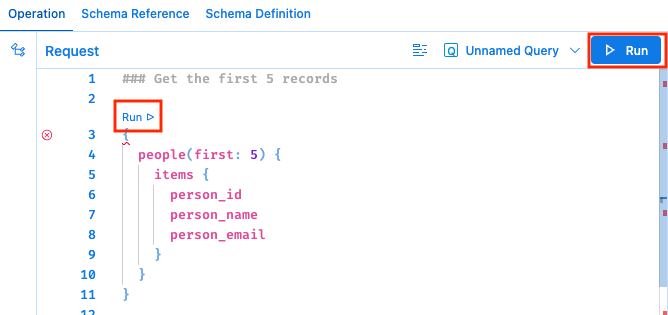 Operation Schema Reference Schema Definition
Request Unnamed Query Run
1 ### Get the first 5 records
2
Run
3 {
4 people(first: 5) {
5 items {
6 person_id
7 person_name
8 person_email
9 }
10 }
11 }
12